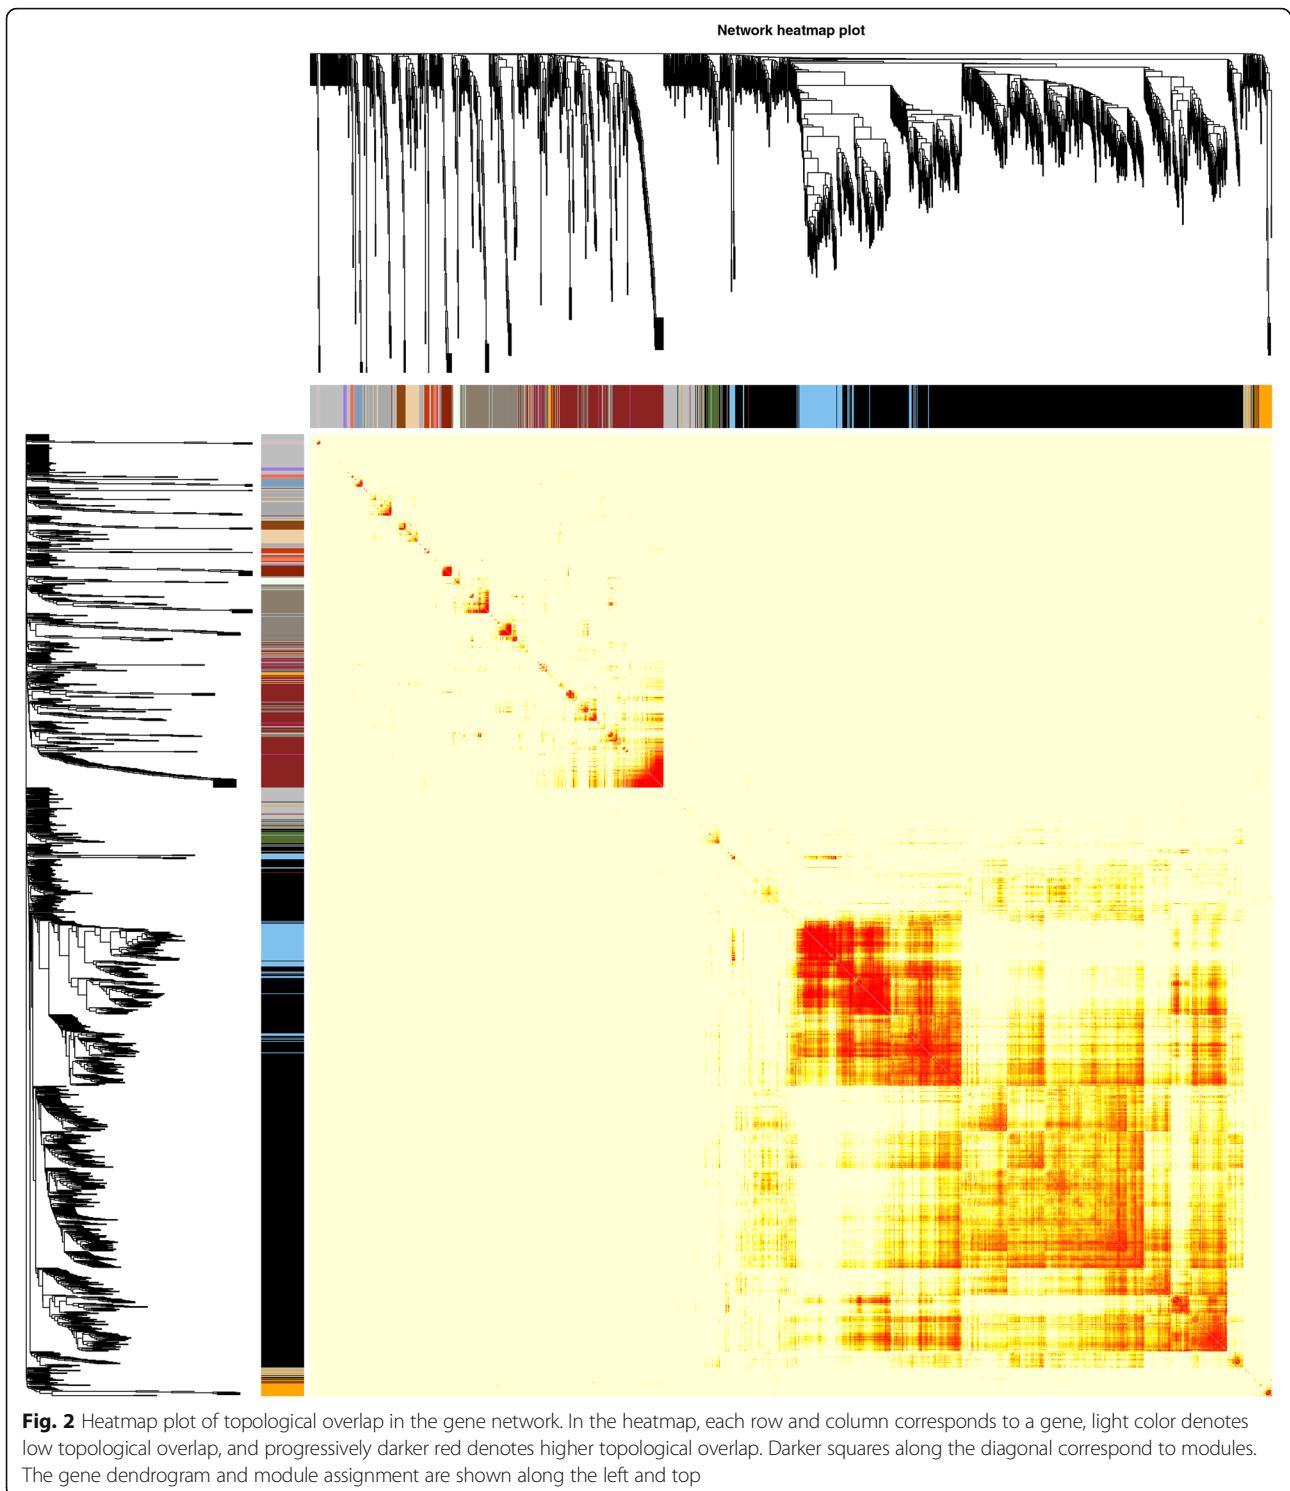 Network heatmap plot
Fig. 2 Heatmap plot of topological overlap in the gene network. In the heatmap, each row and column corresponds to a gene, light color denotes
low topological overlap, and progressively darker red denotes higher topological overlap. Darker squares along the diagonal correspond to modules.
The gene dendrogram and module assignment are shown along the left and top